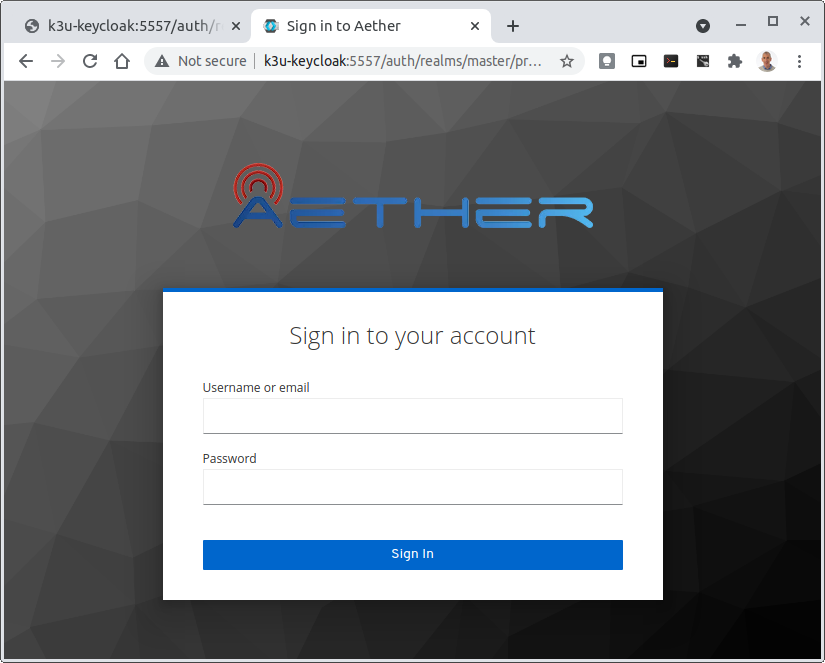 k3u-keycloak:5557/auth/r
Sign in to Aether
Not secure
k3u-keycloak:5557/auth/realms/master/pr...
AETHER
Sign in to your account
Username or email
Password
Sign In